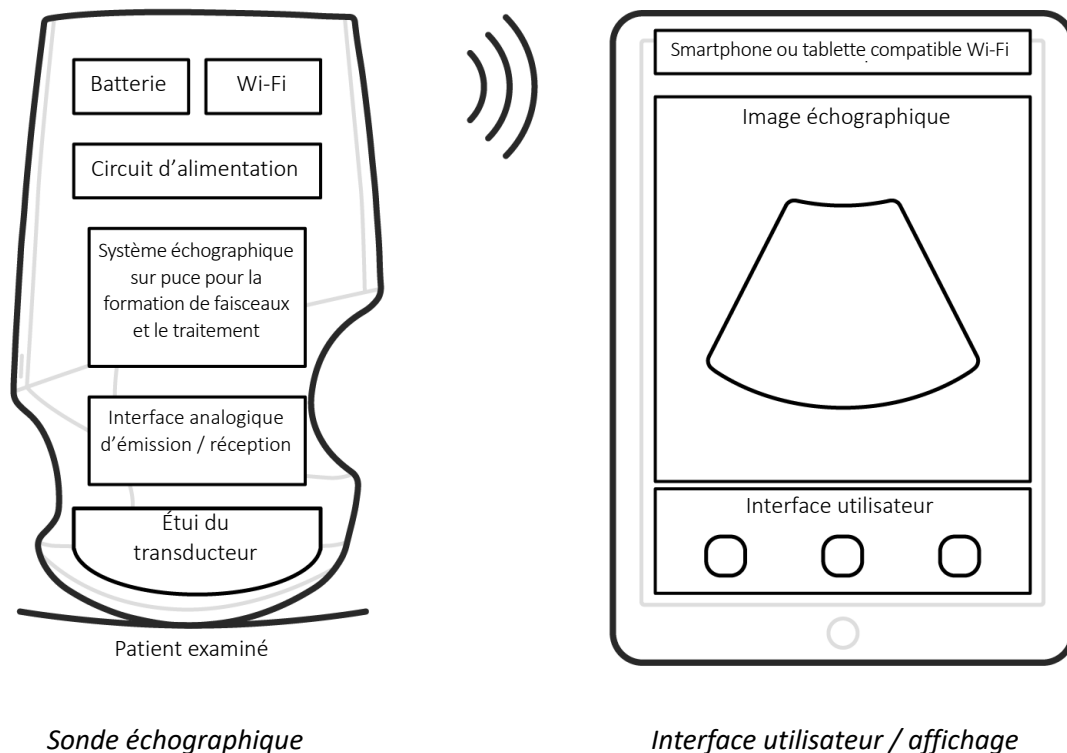 Batterie
Wi-Fi
Circuit d’alimentation
Système échographique
sur puce pour la
formation de faisceaux
et le traitement
Interface analogique
d’émission / réception
Étui du
transducteur
Patient examiné
Sonde échographique
Smartphone ou tablette compatible Wi-Fi
Image échographique
Interface utilisateur
Interface utilisateur / affichage